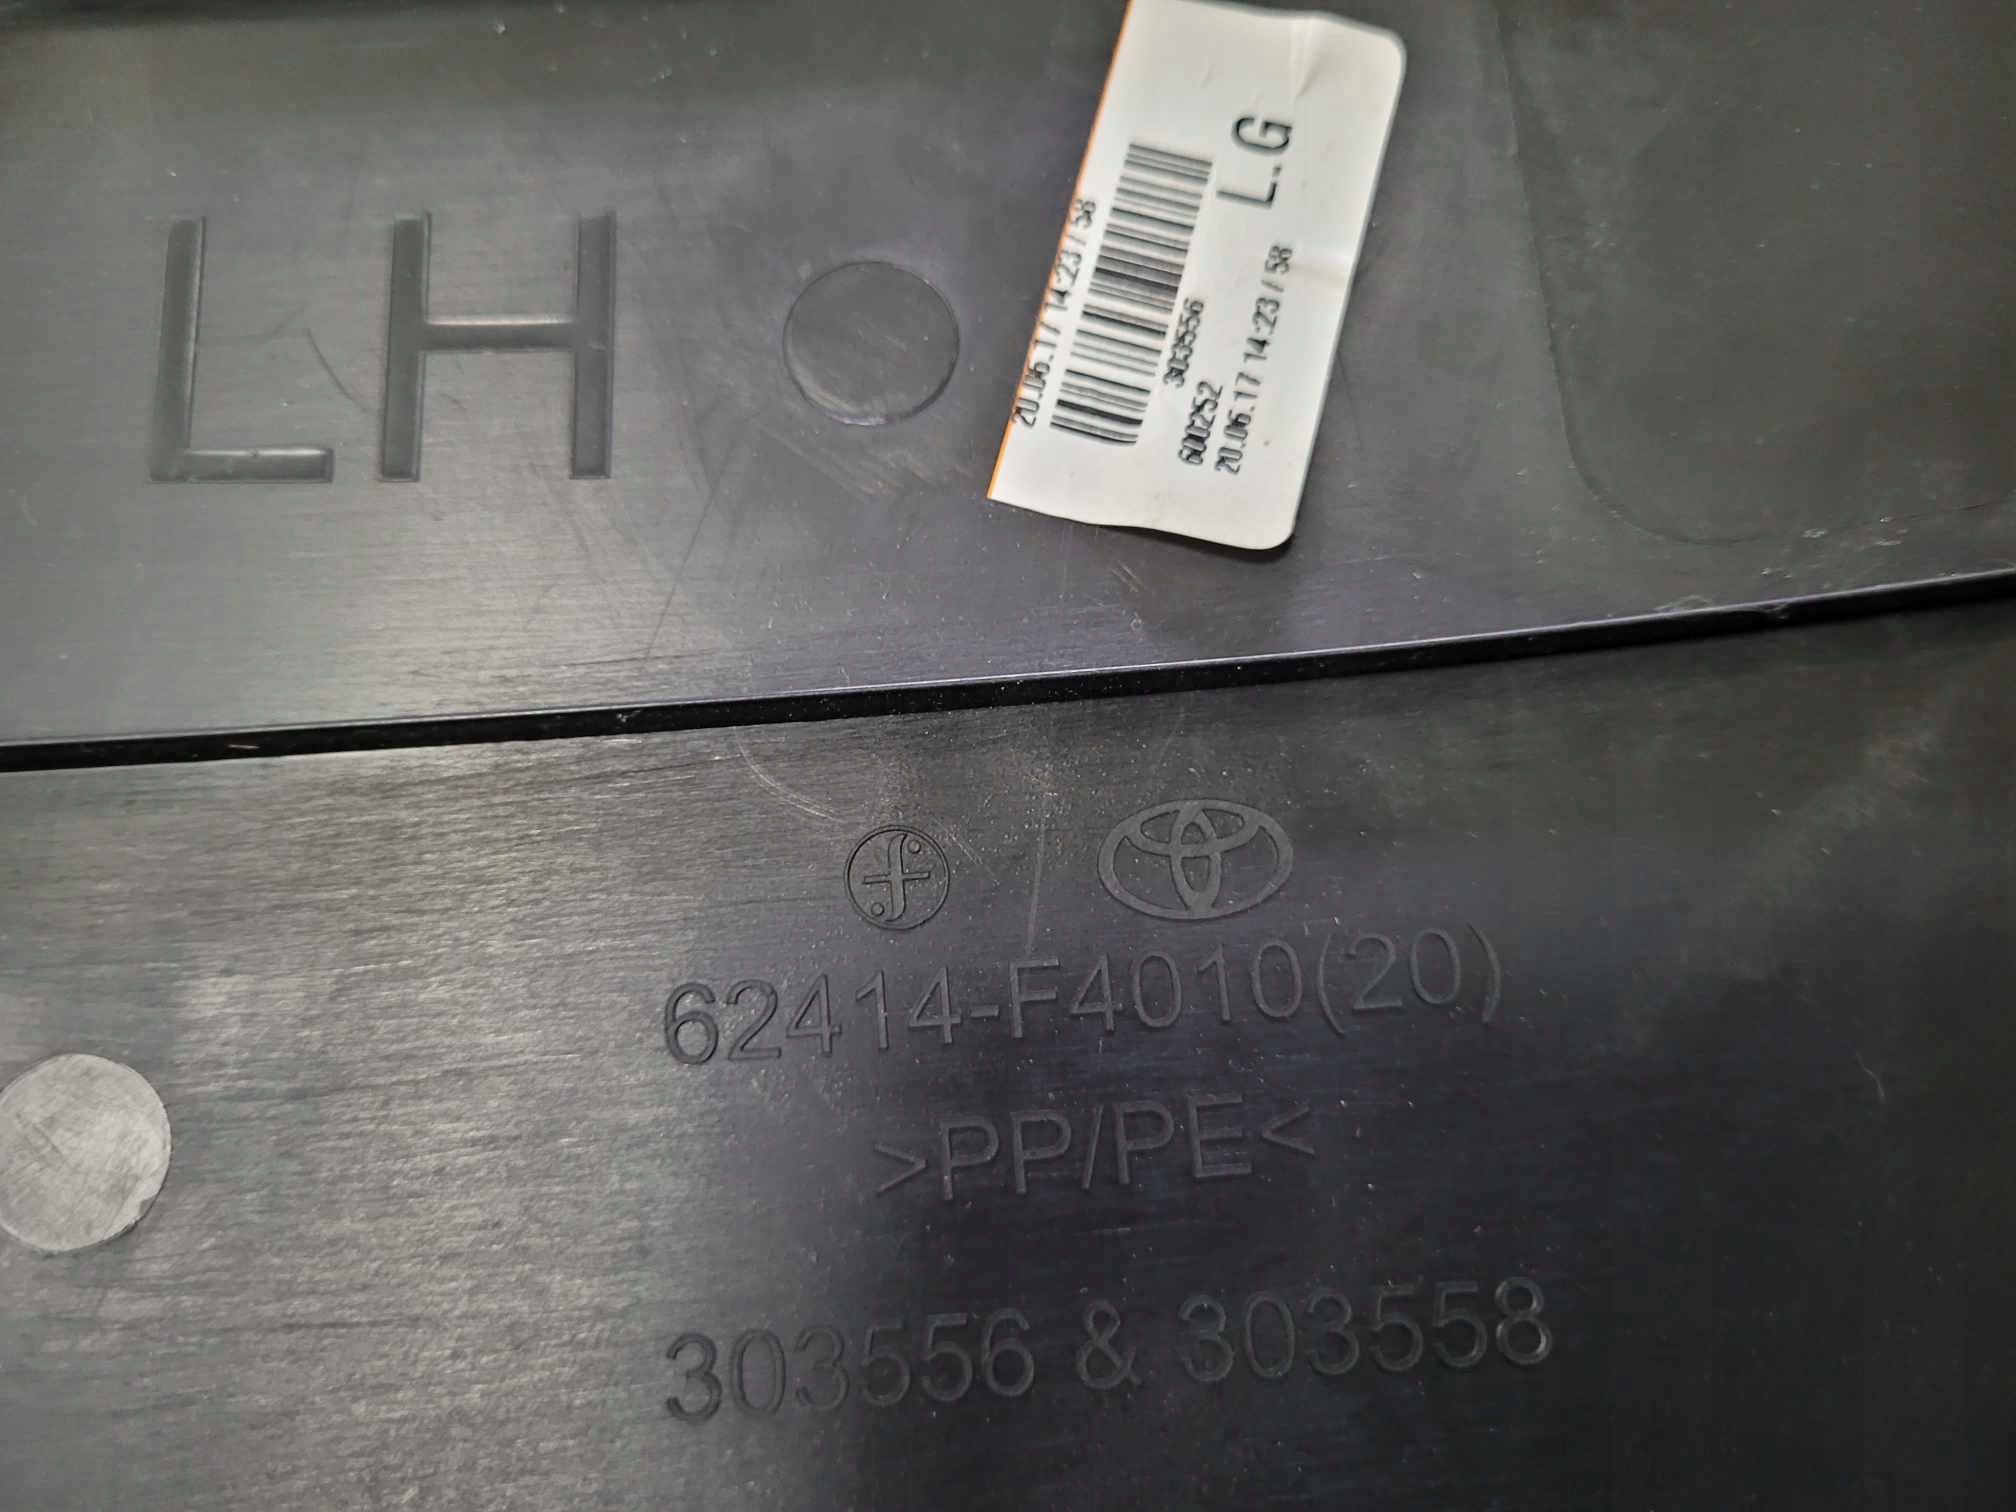 LH
20.06.17 14:23 / 58
303556
600252
20.06.17 14:23 / 58
L.G
62414-F4010(20)
>PP/PE<
303556 & 303558